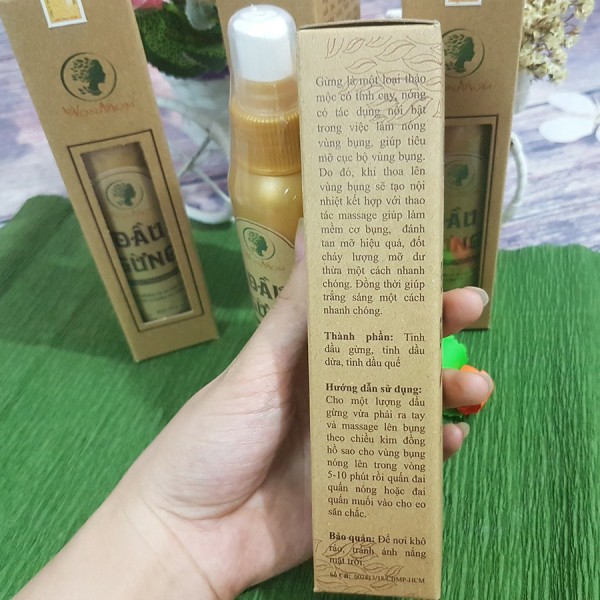 WONMOM
ĐẦU
GỪNG
WONMOM
ĐẦU
Gừng là một loại thảo
mộc có tính cay, nóng
có tác dụng nổi bật
trong việc làm nóng
vùng bụng, giúp tiêu
mỡ cục bộ vùng bụng.
Do đó, khi thoa lên
vùng bụng sẽ tạo nội
nhiệt kết hợp với thao
tác massage giúp làm
mềm cơ bụng, đánh
tan mỡ hiệu quả, đốt
cháy lượng mỡ dư
thừa một cách nhanh
chóng. Đồng thời giúp
trắng sáng một cách
nhanh chóng.
Thành phần: Tinh
dầu gừng, tinh dầu
dừa, tinh dầu quế
Hướng dẫn sử dụng:
Cho một lượng dầu
gừng vừa phải ra tay
và massage lên bụng
theo chiều kim đồng
hồ sao cho vùng bụng
nóng lên trong vòng
5-10 phút rồi quấn đai
quấn nóng hoặc đai
quấn muối vào cho eo
săn chắc.
Bảo quản: Để nơi khô
ráo, tránh ánh nắng
mặt trời.